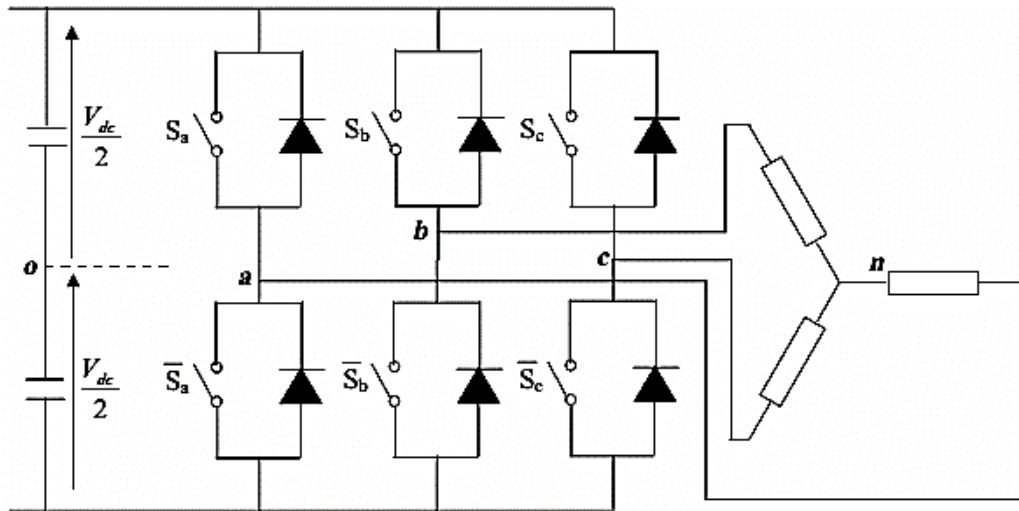 V_dc/2
S_a
S_b
S_c
b
o
a
c
n
V_dc/2
S̅_a
S̅_b
S̅_c